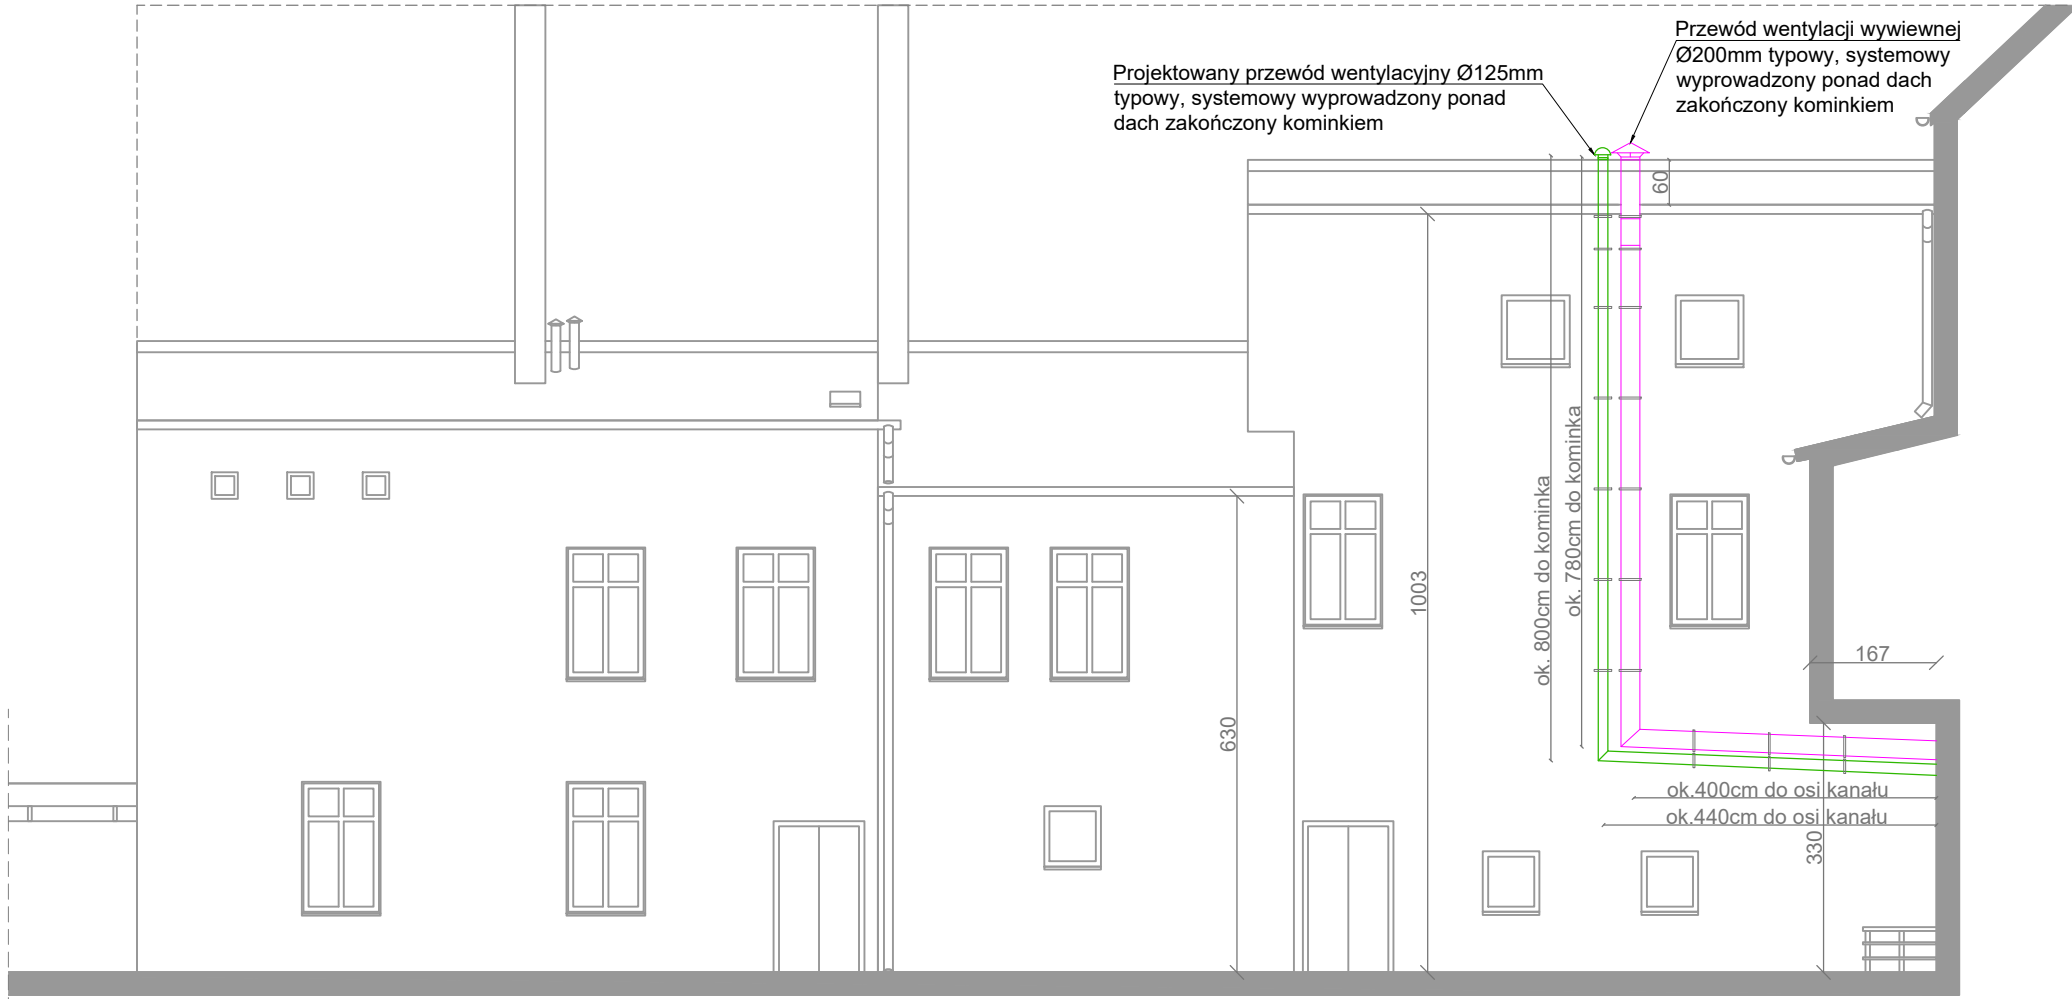 Przewód wentylacji wywiewnej
Ø200mm typowy, systemowy
wyprowadzony ponad dach
zakończony kominkiem
Projektowany przewód wentylacyjny Ø125mm
typowy, systemowy wyprowadzony ponad
dach zakończony kominkiem
60
ok. 800cm do kominka
ok. 780cm do kominka
1003
630
167
ok.400cm do osi kanału
ok.440cm do osi kanału
330